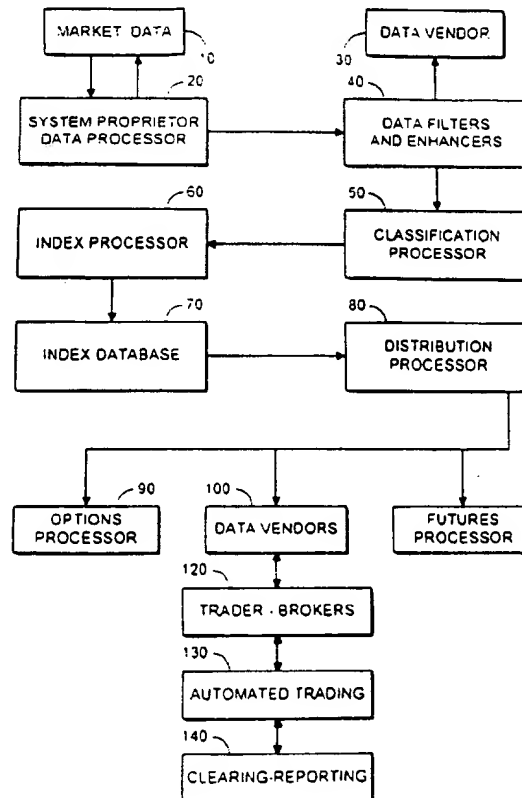 MARKET DATA
10
DATA VENDOR
30
20
SYSTEM PROPRIETOR
DATA PROCESSOR
40
DATA FILTERS
AND ENHANCERS
60
INDEX PROCESSOR
50
CLASSIFICATION
PROCESSOR
70
INDEX DATABASE
80
DISTRIBUTION
PROCESSOR
90
OPTIONS
PROCESSOR
100
DATA VENDORS
FUTURES
PROCESSOR
120
TRADER - BROKERS
130
AUTOMATED TRADING
140
CLEARING-REPORTING